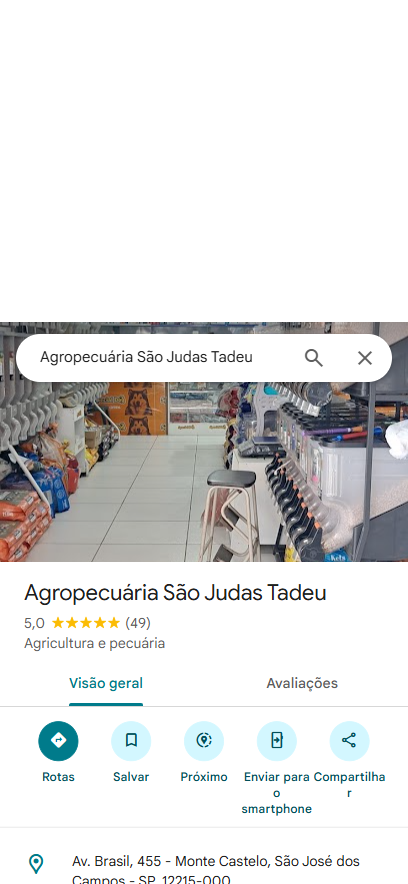 Agropecuária São Judas Tadeu
Agropecuária São Judas Tadeu
5,0 (49)
Agricultura e pecuária
Visão geral
Avaliações
Rotas
Salvar
Próximo
Enviar para
o
smartphone
Compartilha
r
Av. Brasil, 455 - Monte Castelo, São José dos
Campos - SP, 12215-000